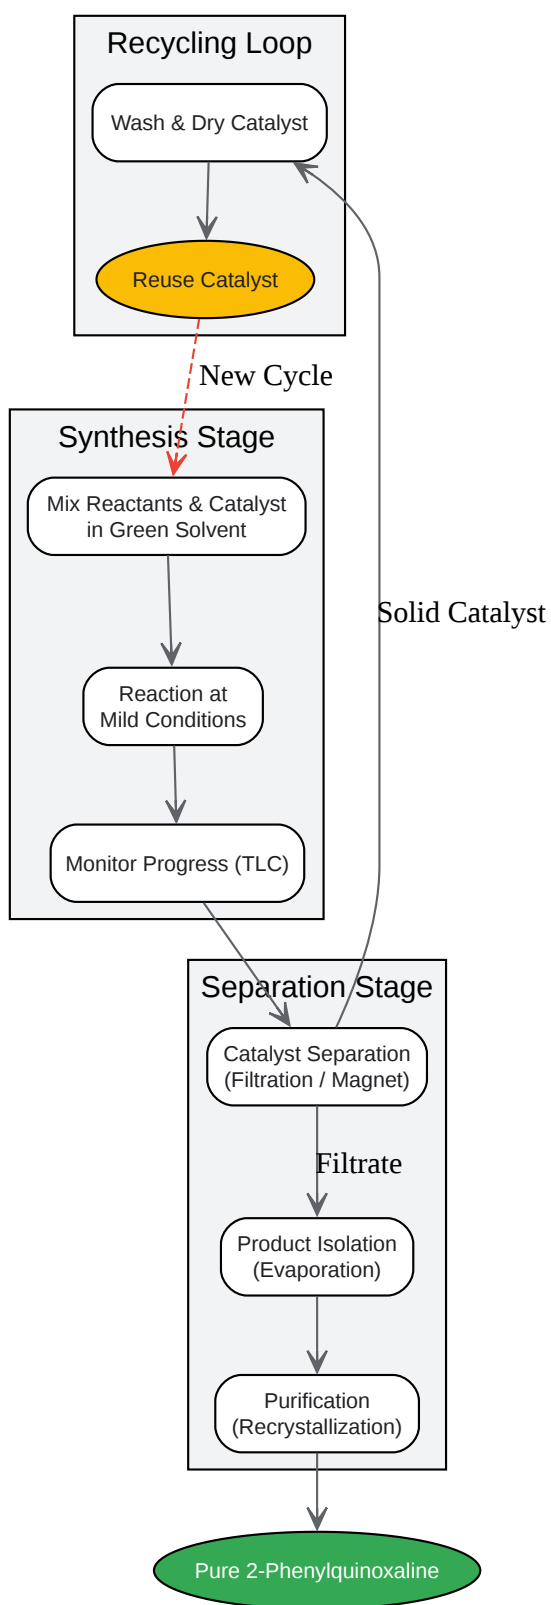 Recycling Loop
Wash & Dry Catalyst
Reuse Catalyst
New Cycle
Synthesis Stage
Mix Reactants & Catalyst
in Green Solvent
Solid Catalyst
Reaction at
Mild Conditions
Monitor Progress (TLC)
Separation Stage
Catalyst Separation
(Filtration / Magnet)
Filtrate
Product Isolation
(Evaporation)
Purification
(Recrystallization)
Pure 2-Phenylquinoxaline